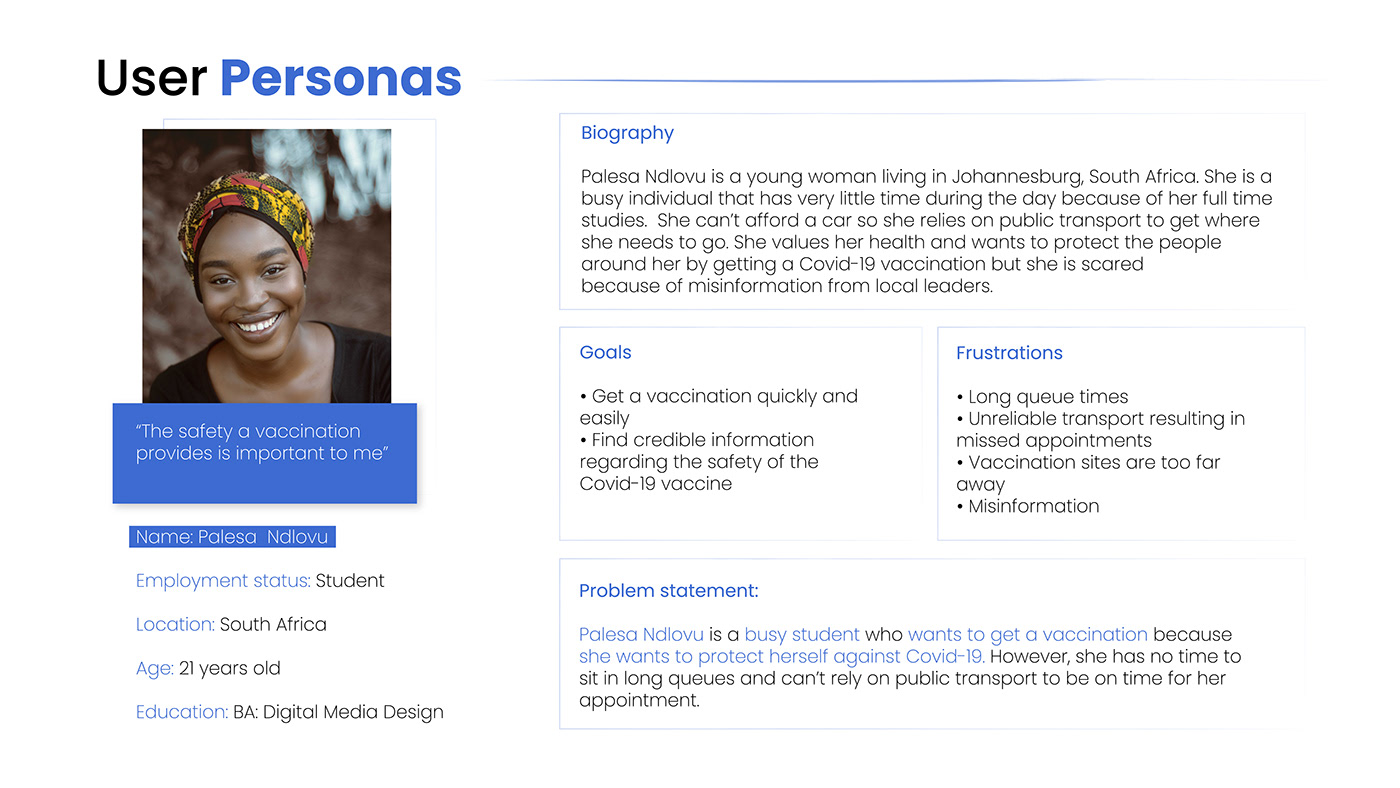 User Personas
“The safety a vaccination
provides is important to me”
Name: Palesa  Ndlovu
Employment status: Student
Location: South Africa
Age: 21 years old
Education: BA: Digital Media Design
Biography
Palesa Ndlovu is a young woman living in Johannesburg, South Africa. She is a
busy individual that has very little time during the day because of her full time
studies.  She can’t afford a car so she relies on public transport to get where
she needs to go. She values her health and wants to protect the people
around her by getting a Covid-19 vaccination but she is scared
because of misinformation from local leaders.
Goals
• Get a vaccination quickly and
easily
• Find credible information
regarding the safety of the
Covid-19 vaccine
Frustrations
• Long queue times
• Unreliable transport resulting in
missed appointments
• Vaccination sites are too far
away
• Misinformation
Problem statement:
Palesa Ndlovu is a busy student who wants to get a vaccination because
she wants to protect herself against Covid-19. However, she has no time to
sit in long queues and can’t rely on public transport to be on time for her
appointment.